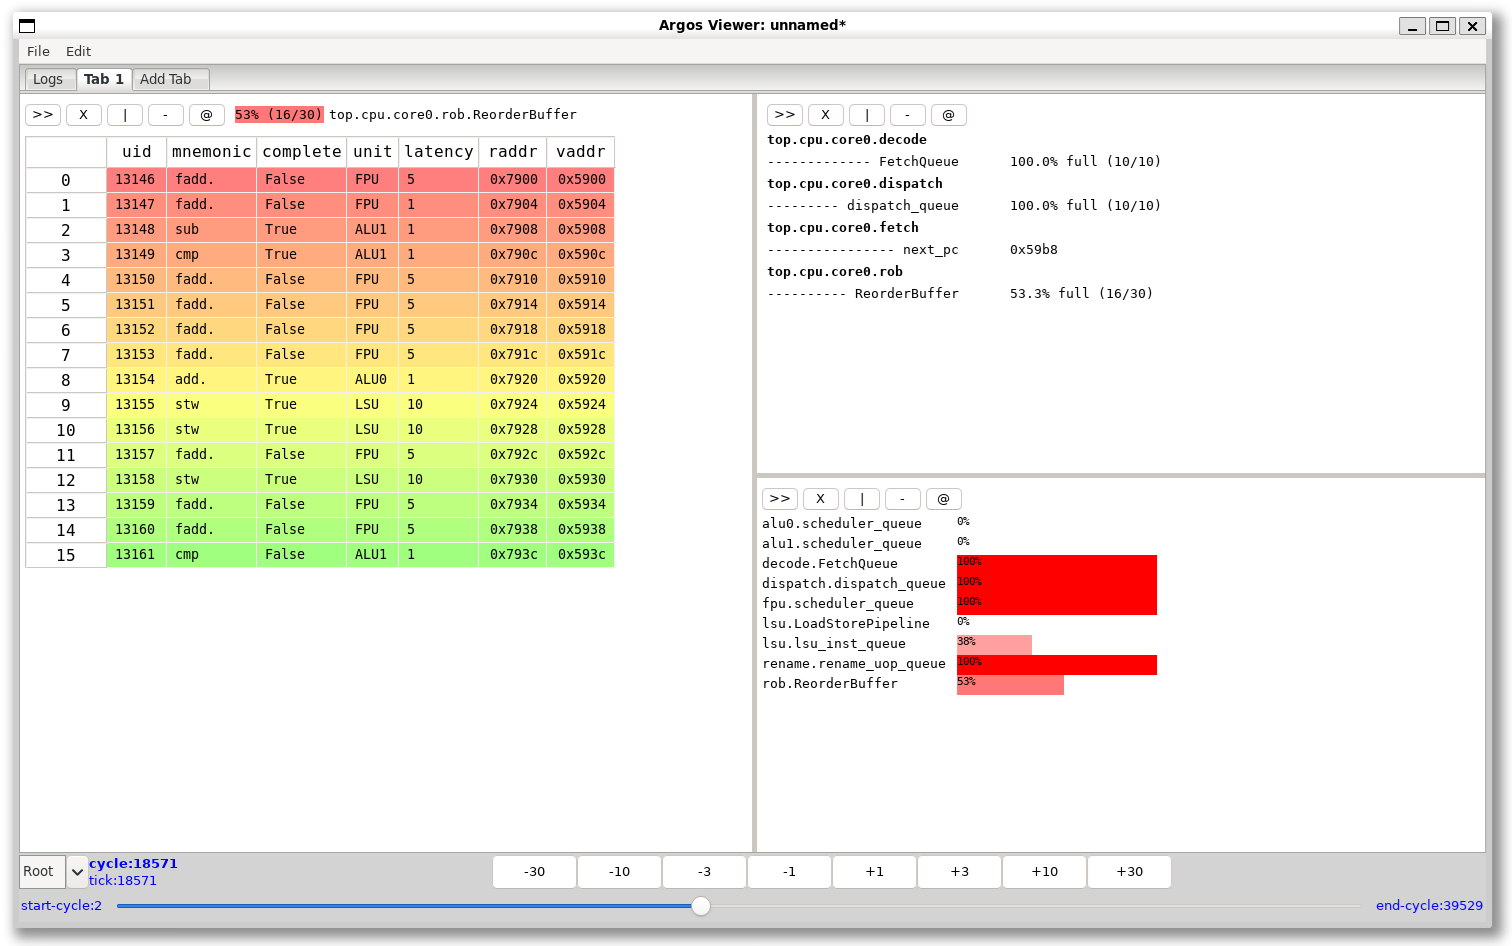 Argos Viewer: unnamed*
File Edit
Logs Tab 1 Add Tab
>> X | - @ 53% (16/30) top.cpu.core0.rob.ReorderBuffer
uid mnemonic complete unit latency raddr vaddr
0 13146 fadd. False FPU 5 0x7900 0x5900
1 13147 fadd. False FPU 1 0x7904 0x5904
2 13148 sub True ALU1 1 0x7908 0x5908
3 13149 cmp True ALU1 1 0x790c 0x590c
4 13150 fadd. False FPU 5 0x7910 0x5910
5 13151 fadd. False FPU 5 0x7914 0x5914
6 13152 fadd. False FPU 5 0x7918 0x5918
7 13153 fadd. False FPU 5 0x791c 0x591c
8 13154 add. True ALU0 1 0x7920 0x5920
9 13155 stw True LSU 10 0x7924 0x5924
10 13156 stw True LSU 10 0x7928 0x5928
11 13157 fadd. False FPU 5 0x792c 0x592c
12 13158 stw True LSU 10 0x7930 0x5930
13 13159 fadd. False FPU 5 0x7934 0x5934
14 13160 fadd. False FPU 5 0x7938 0x5938
15 13161 cmp False ALU1 1 0x793c 0x593c
>> X | - @
top.cpu.core0.decode
------------- FetchQueue 100.0% full (10/10)
top.cpu.core0.dispatch
--------- dispatch_queue 100.0% full (10/10)
top.cpu.core0.fetch
---------------- next_pc 0x59b8
top.cpu.core0.rob
---------- ReorderBuffer 53.3% full (16/30)
>> X | - @
alu0.scheduler_queue 0%
alu1.scheduler_queue 0%
decode.FetchQueue 100%
dispatch.dispatch_queue 100%
fpu.scheduler_queue 100%
lsu.LoadStorePipeline 0%
lsu.lsu_inst_queue 38%
rename.rename_uop_queue 100%
rob.ReorderBuffer 53%
Root
cycle:18571
tick:18571
-30 -10 -3 -1 +1 +3 +10 +30
start-cycle:2 end-cycle:39529